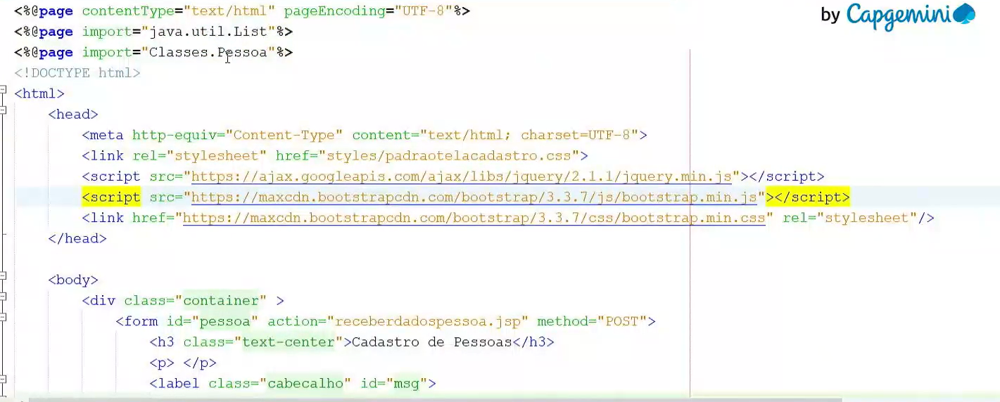 <%@page contentType="text/html" pageEncoding="UTF-8"%>
by Capgemini
<%@page import="java.util.List"%>
<%@page import="Classes.Pessoa"%>
<!DOCTYPE html>
<html>
<head>
<meta http-equiv="Content-Type" content="text/html; charset=UTF-8">
<link rel="stylesheet" href="styles/padraotelacadastro.css">
<script src="https://ajax.googleapis.com/ajax/libs/jquery/2.1.1/jquery.min.js"></script>
<script src="https://maxcdn.bootstrapcdn.com/bootstrap/3.3.7/js/bootstrap.min.js"></script>
<link href="https://maxcdn.bootstrapcdn.com/bootstrap/3.3.7/css/bootstrap.min.css" rel="stylesheet"/>
</head>
<body>
<div class="container" >
<form id="pessoa" action="receberdadospessoa.jsp" method="POST">
<h3 class="text-center">Cadastro de Pessoas</h3>
<p> </p>
<label class="cabecalho" id="msg">